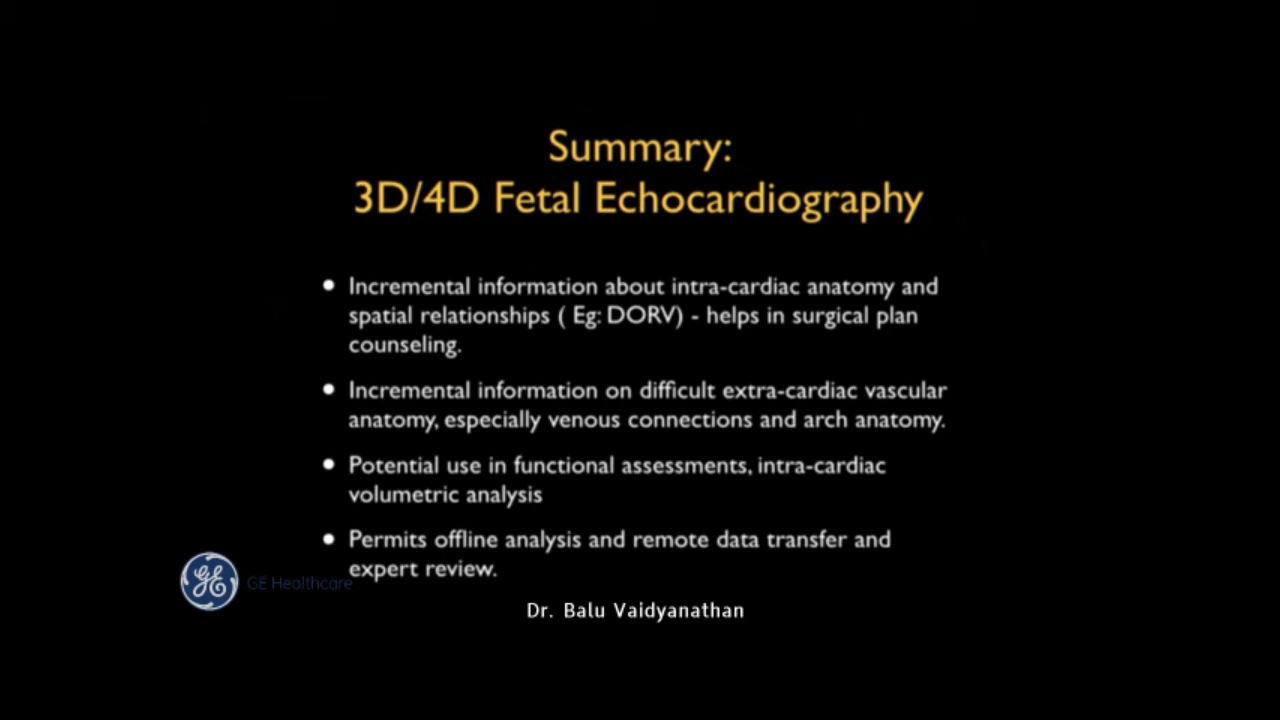 Summary:
3D/4D Fetal Echocardiography
• Incremental information about intra-cardiac anatomy and
spatial relationships ( Eg: DORV) - helps in surgical plan
counseling.
• Incremental information on difficult extra-cardiac vascular
anatomy, especially venous connections and arch anatomy.
• Potential use in functional assessments, intra-cardiac
volumetric analysis
• Permits offline analysis and remote data transfer and
expert review.
GE GE Healthcare
Dr. Balu Vaidyanathan